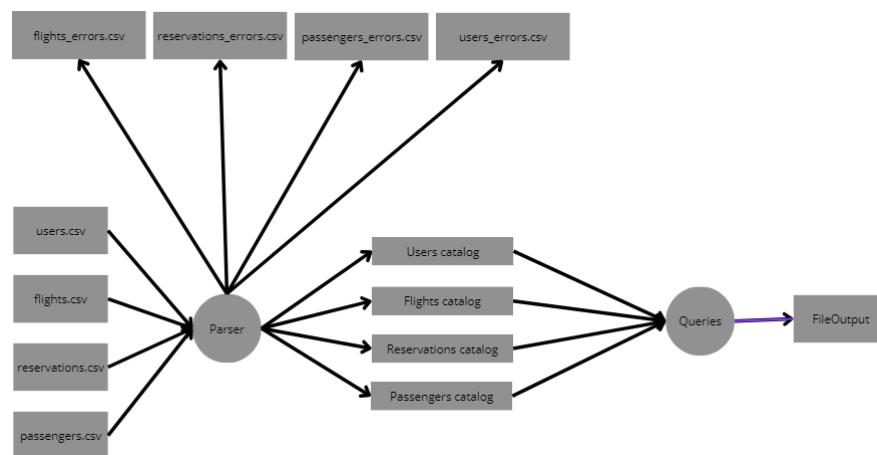 flights_errors.csv
reservations_errors.csv
passengers_errors.csv
users_errors.csv
users.csv
flights.csv
reservations.csv
passengers.csv
Parser
Users catalog
Flights catalog
Reservations catalog
Passengers catalog
Queries
FileOutput